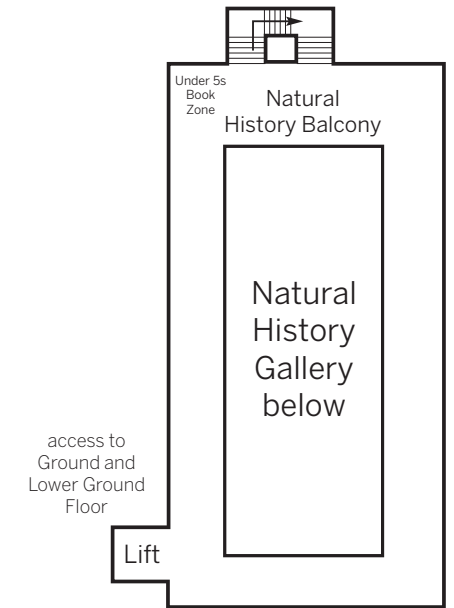 Under 5s
Book
Zone
Natural
History Balcony
Natural
History
Gallery
below
access to
Ground and
Lower Ground
Floor
Lift